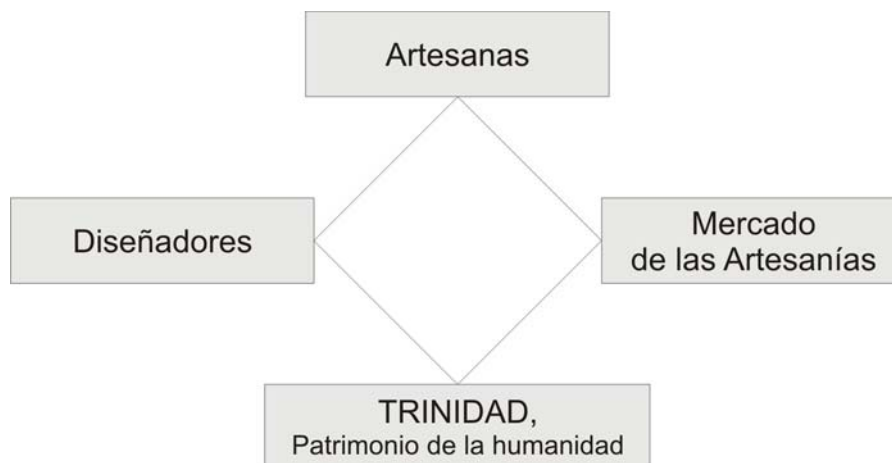 Artesanas
Diseñadores
Mercado
de las Artesanías
TRINIDAD,
Patrimonio de la humanidad